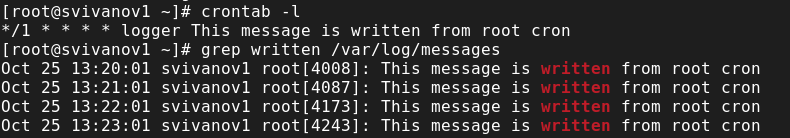 [root@svivanov1 ~]# crontab -l
*/1 * * * * logger This message is written from root cron
[root@svivanov1 ~]# grep written /var/log/messages
Oct 25 13:20:01 svivanov1 root[4008]: This message is written from root cron
Oct 25 13:21:01 svivanov1 root[4087]: This message is written from root cron
Oct 25 13:22:01 svivanov1 root[4173]: This message is written from root cron
Oct 25 13:23:01 svivanov1 root[4243]: This message is written from root cron